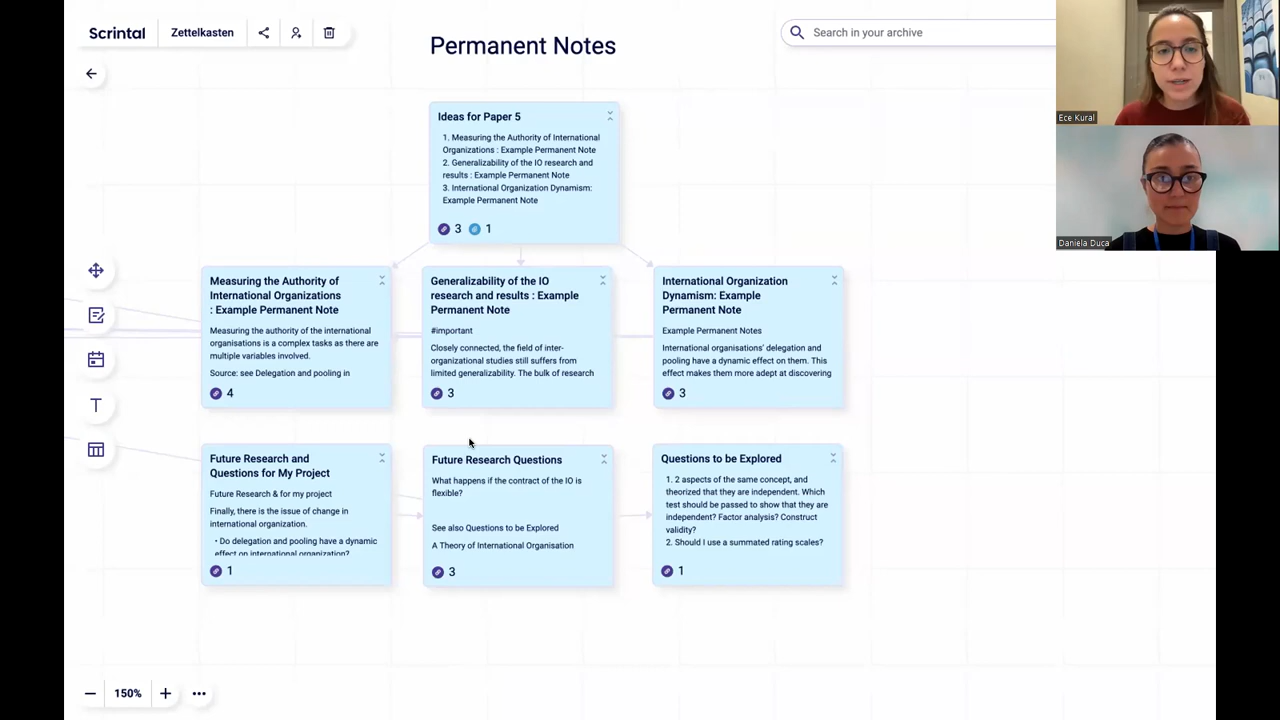 Scrintal
Zettelkasten
Permanent Notes
Search in your archive
Ece Kural
Daniela Duca
Ideas for Paper 5
1. Measuring the Authority of International
Organizations : Example Permanent Note
2. Generalizability of the IO research and
results : Example Permanent Note
3. International Organization Dynamism:
Example Permanent Note
3
1
Measuring the Authority of
International Organizations
: Example Permanent Note
Measuring the authority of the international
organisations is a complex tasks as there are
multiple variables involved.
Source: see Delegation and pooling in
4
Generalizability of the IO
research and results : Example
Permanent Note
#important
Closely connected, the field of inter-
organizational studies still suffers from
limited generalizability. The bulk of research
3
International Organization
Dynamism: Example
Permanent Note
Example Permanent Notes
International organisations' delegation and
pooling have a dynamic effect on them. This
effect makes them more adept at discovering
3
Future Research and
Questions for My Project
Future Research & for my project
Finally, there is the issue of change in
international organization.
• Do delegation and pooling have a dynamic
effect on international organization?
1
Future Research Questions
What happens if the contract of the IO is
flexible?
See also Questions to be Explored
A Theory of International Organisation
3
Questions to be Explored
1. 2 aspects of the same concept, and
theorized that they are independent. Which
test should be passed to show that they are
independent? Factor analysis? Construct
validity?
2. Should I use a summated rating scales?
1
T
150%